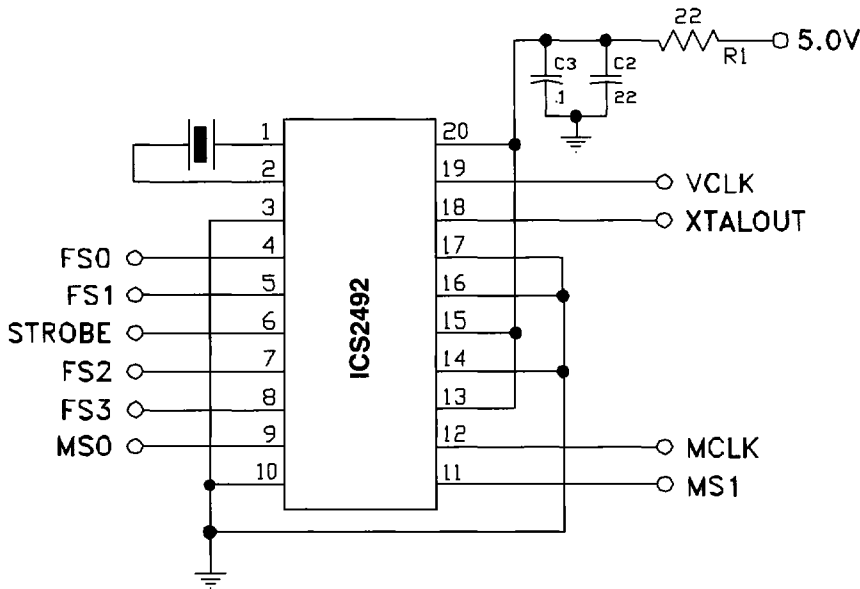 22
5.0V
R1
C3
C2
.1
22
1
20
2
19
VCLK
3
18
XTALOUT
FS0
4
17
FS1
5
16
STROBE
6
15
FS2
7
14
FS3
8
13
MS0
9
12
MCLK
10
11
MS1
ICS2492